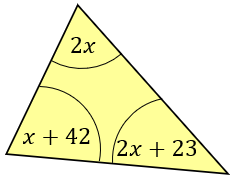 2x
x + 42
2x + 23